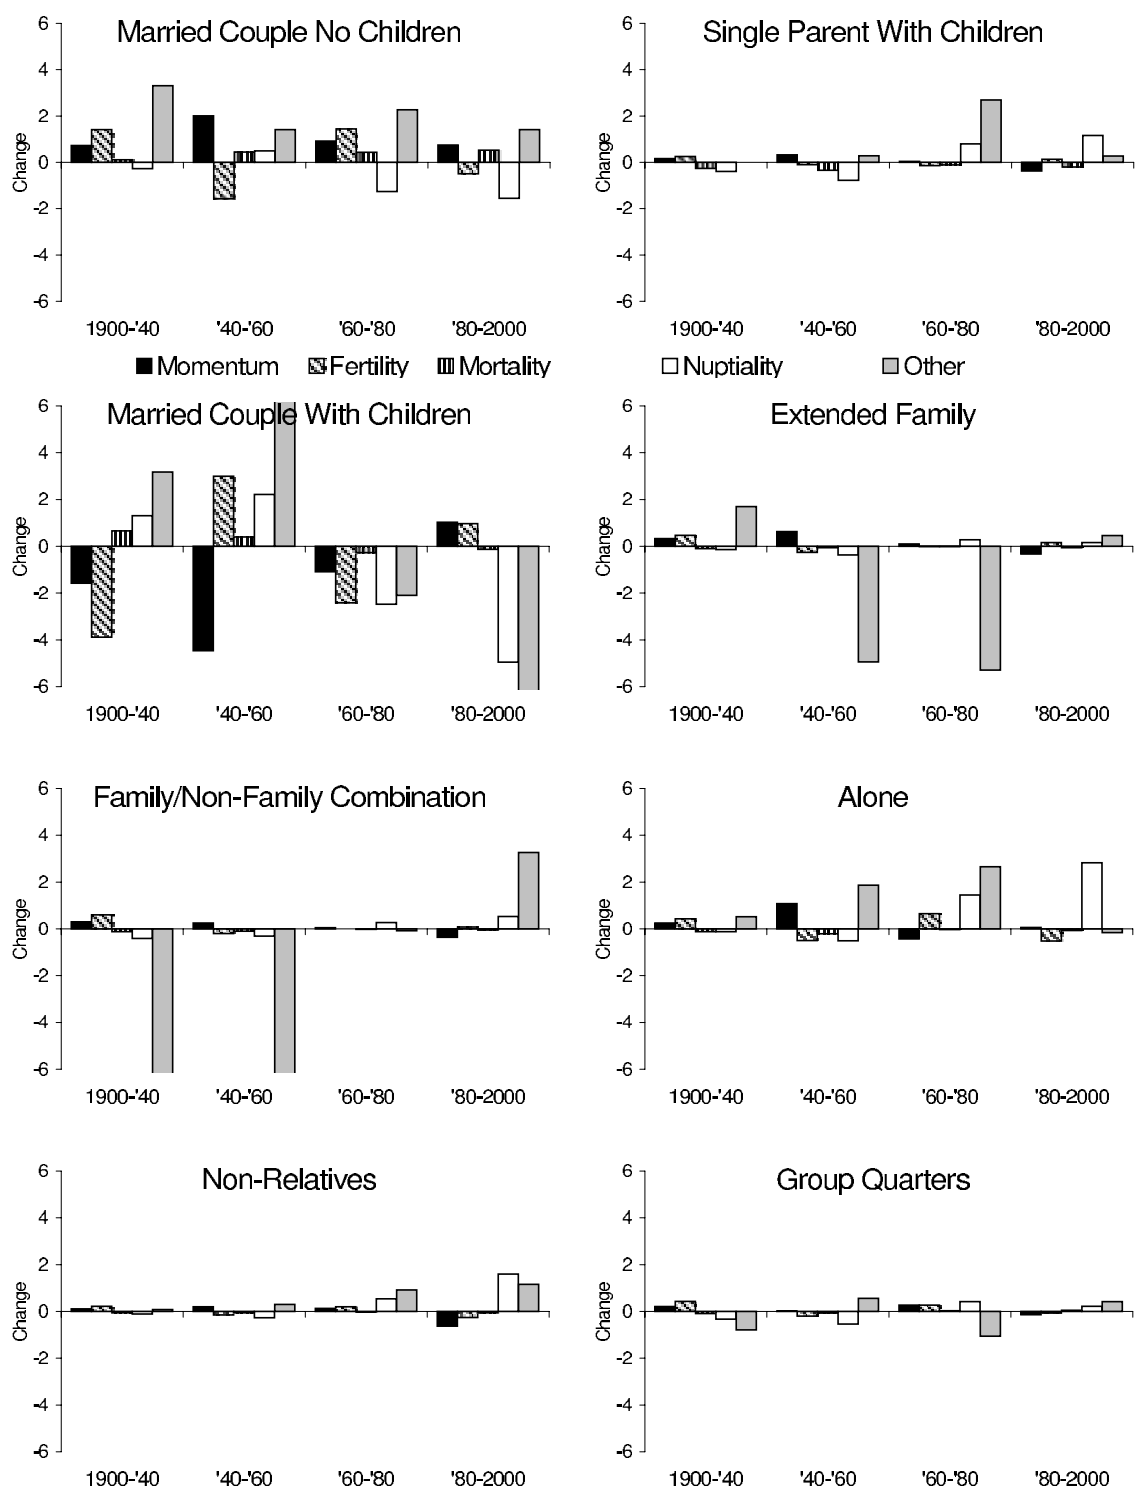 Married Couple No Children
6
4
2
0
-2
-4
-6
Change
1900-'40 '40-'60 '60-'80 '80-2000
Single Parent With Children
6
4
2
0
-2
-4
-6
Change
1900-'40 '40-'60 '60-'80 '80-2000
Momentum Fertility Mortality Nuptiality Other
Married Couple With Children
6
4
2
0
-2
-4
-6
Change
1900-'40 '40-'60 '60-'80 '80-2000
Extended Family
6
4
2
0
-2
-4
-6
Change
1900-'40 '40-'60 '60-'80 '80-2000
Family/Non-Family Combination
6
4
2
0
-2
-4
-6
Change
1900-'40 '40-'60 '60-'80 '80-2000
Alone
6
4
2
0
-2
-4
-6
Change
1900-'40 '40-'60 '60-'80 '80-2000
Non-Relatives
6
4
2
0
-2
-4
-6
Change
1900-'40 '40-'60 '60-'80 '80-2000
Group Quarters
6
4
2
0
-2
-4
-6
Change
1900-'40 '40-'60 '60-'80 '80-2000